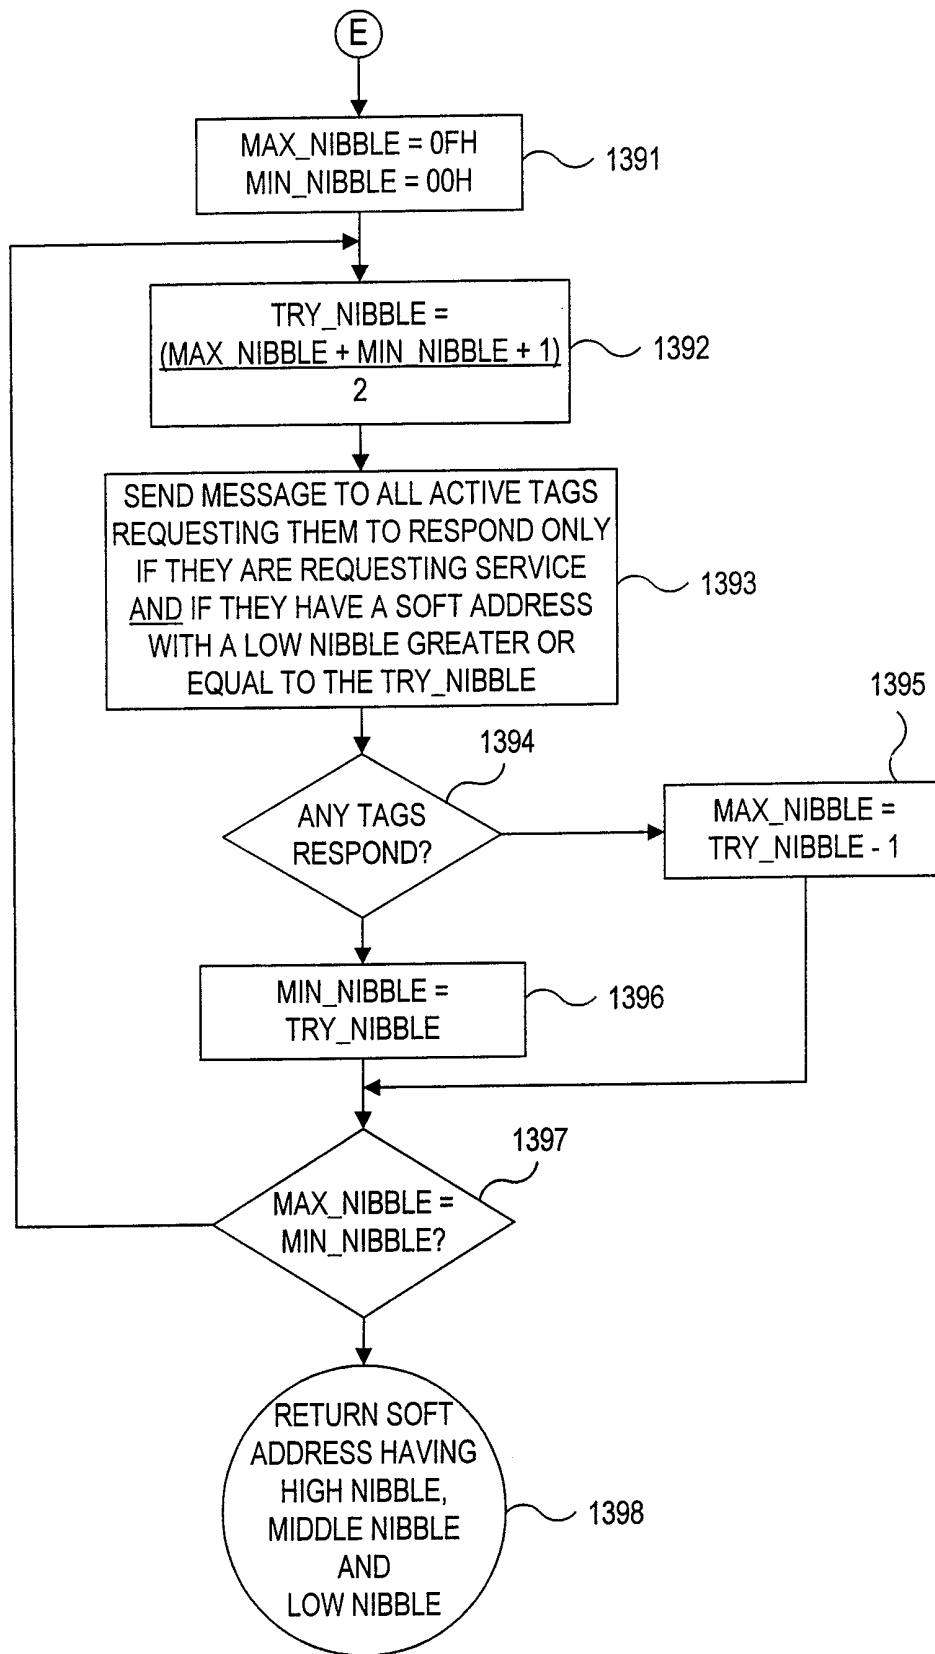 E
MAX_NIBBLE = 0FH
MIN_NIBBLE = 00H
1391
TRY_NIBBLE =
(MAX_NIBBLE + MIN_NIBBLE + 1)
2
1392
SEND MESSAGE TO ALL ACTIVE TAGS
REQUESTING THEM TO RESPOND ONLY
IF THEY ARE REQUESTING SERVICE
AND IF THEY HAVE A SOFT ADDRESS
WITH A LOW NIBBLE GREATER OR
EQUAL TO THE TRY_NIBBLE
1393
1394
ANY TAGS
RESPOND?
1395
MAX_NIBBLE =
TRY_NIBBLE - 1
MIN_NIBBLE =
TRY_NIBBLE
1396
1397
MAX_NIBBLE =
MIN_NIBBLE?
RETURN SOFT
ADDRESS HAVING
HIGH NIBBLE,
MIDDLE NIBBLE
AND
LOW NIBBLE
1398